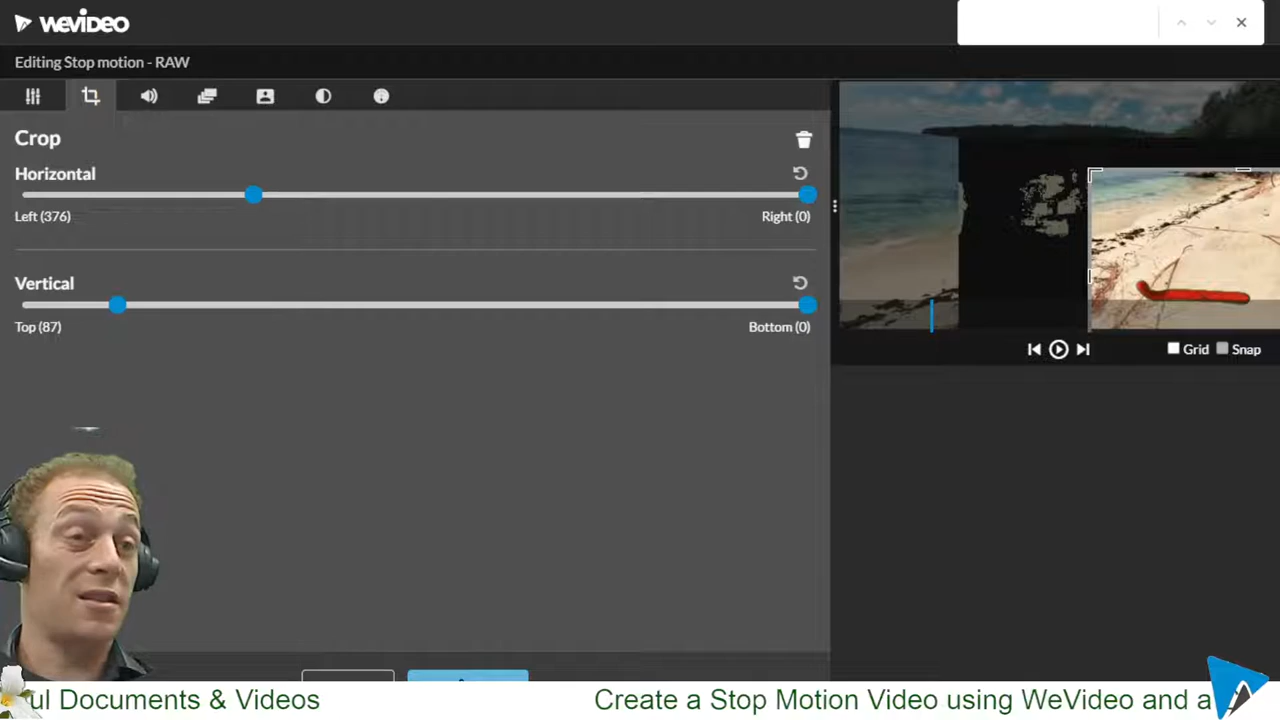 wevideo
Editing Stop motion - RAW
Crop
Horizontal
Left (376)
Right (0)
Vertical
Top (87)
Bottom (0)
Grid
Snap
ul Documents & Videos
Create a Stop Motion Video using WeVideo and a